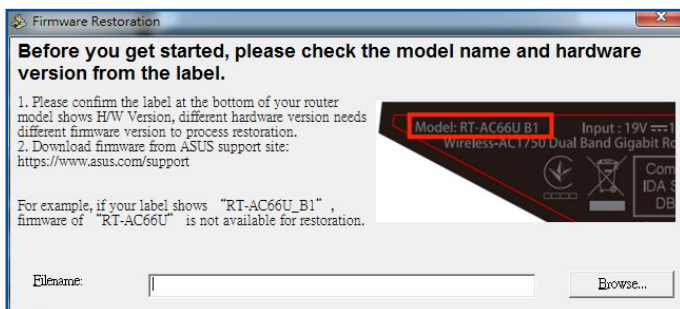 Firmware Restoration
Before you get started, please check the model name and hardware
version from the label.
1. Please confirm the label at the bottom of your router
model shows H/W Version, different hardware version needs
different firmware version to process restoration.
2. Download firmware from ASUS support site:
https://www.asus.com/support
For example, if your label shows “RT-AC66U_B1”,
firmware of “RT-AC66U” is not available for restoration.
Model: RT-AC66U B1 Input : 19V
Wireless-AC1750 Dual Band Gigabit
Com
IDA
DB
Filename:
Browse...